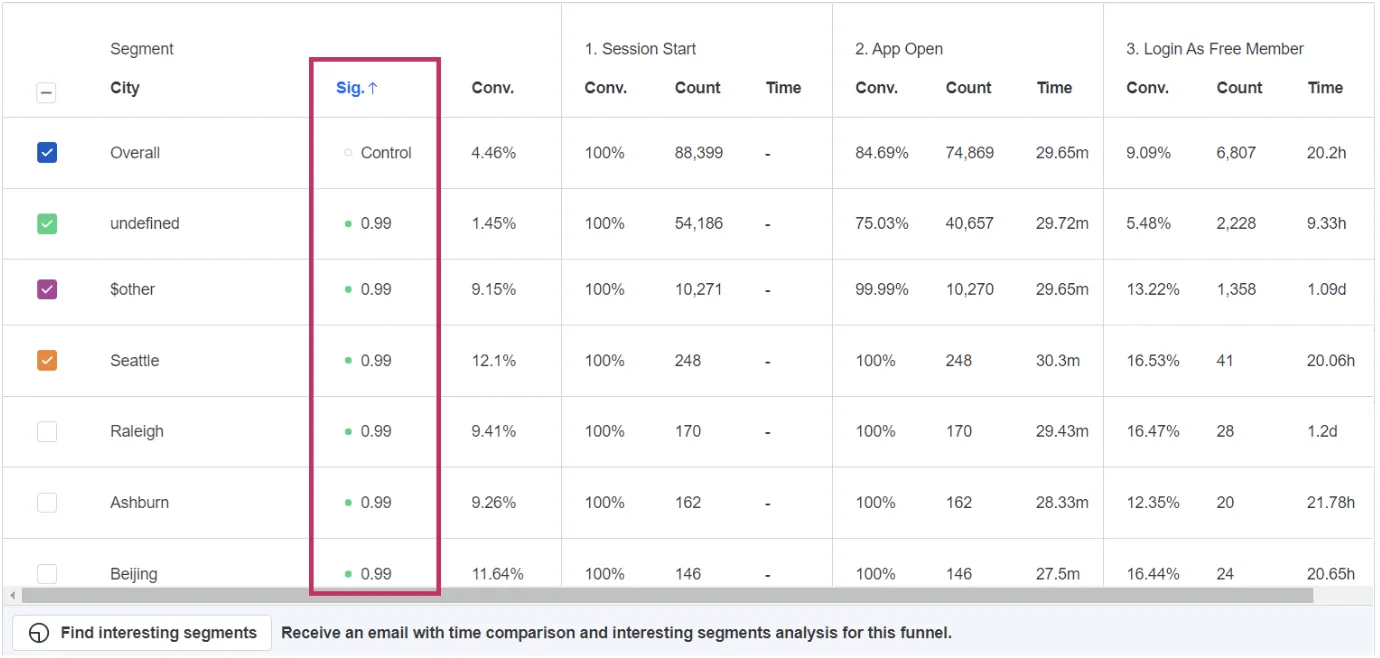 Segment 1. Session Start 2. App Open 3. Login As Free Member
City Sig.↑ Conv. Conv. Count Time Conv. Count Time Conv. Count Time
Overall Control 4.46% 100% 88,399 - 84.69% 74,869 29.65m 9.09% 6,807 20.2h
undefined 0.99 1.45% 100% 54,186 - 75.03% 40,657 29.72m 5.48% 2,228 9.33h
$other 0.99 9.15% 100% 10,271 - 99.99% 10,270 29.65m 13.22% 1,358 1.09d
Seattle 0.99 12.1% 100% 248 - 100% 248 30.3m 16.53% 41 20.06h
Raleigh 0.99 9.41% 100% 170 - 100% 170 29.43m 16.47% 28 1.2d
Ashburn 0.99 9.26% 100% 162 - 100% 162 28.33m 12.35% 20 21.78h
Beijing 0.99 11.64% 100% 146 - 100% 146 27.5m 16.44% 24 20.65h
Find interesting segments Receive an email with time comparison and interesting segments analysis for this funnel.